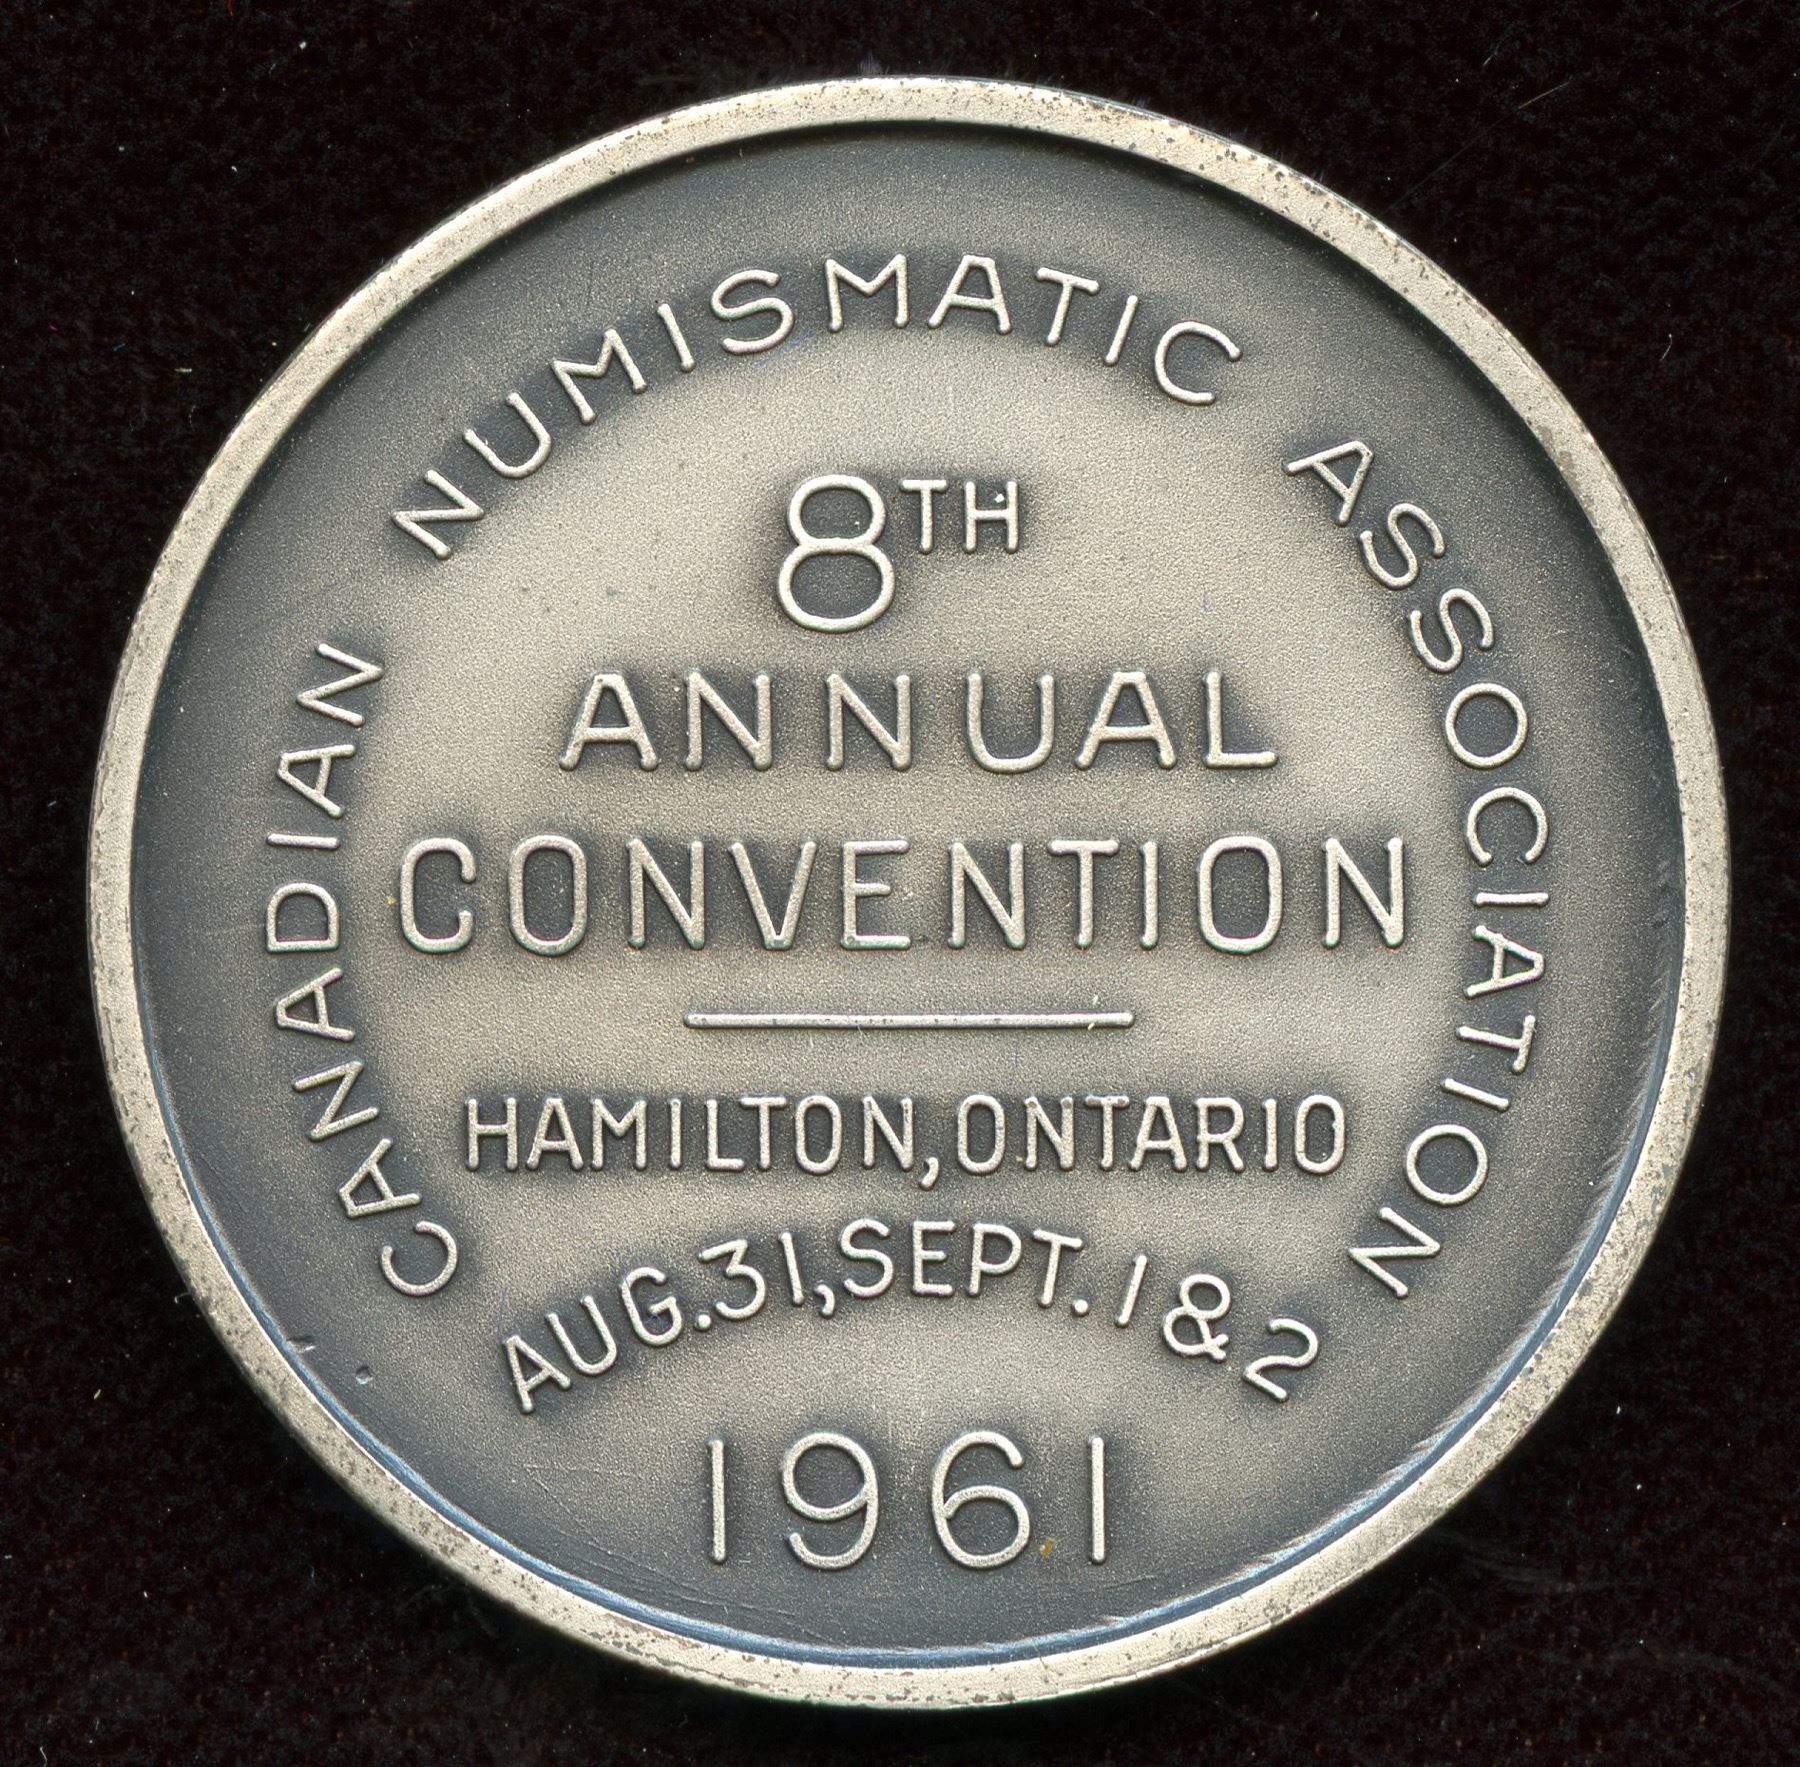 CANADIAN NUMISMATIC ASSOCIATION
8TH
ANNUAL
CONVENTION
HAMILTON, ONTARIO
AUG. 31, SEPT. 1 & 2
1961